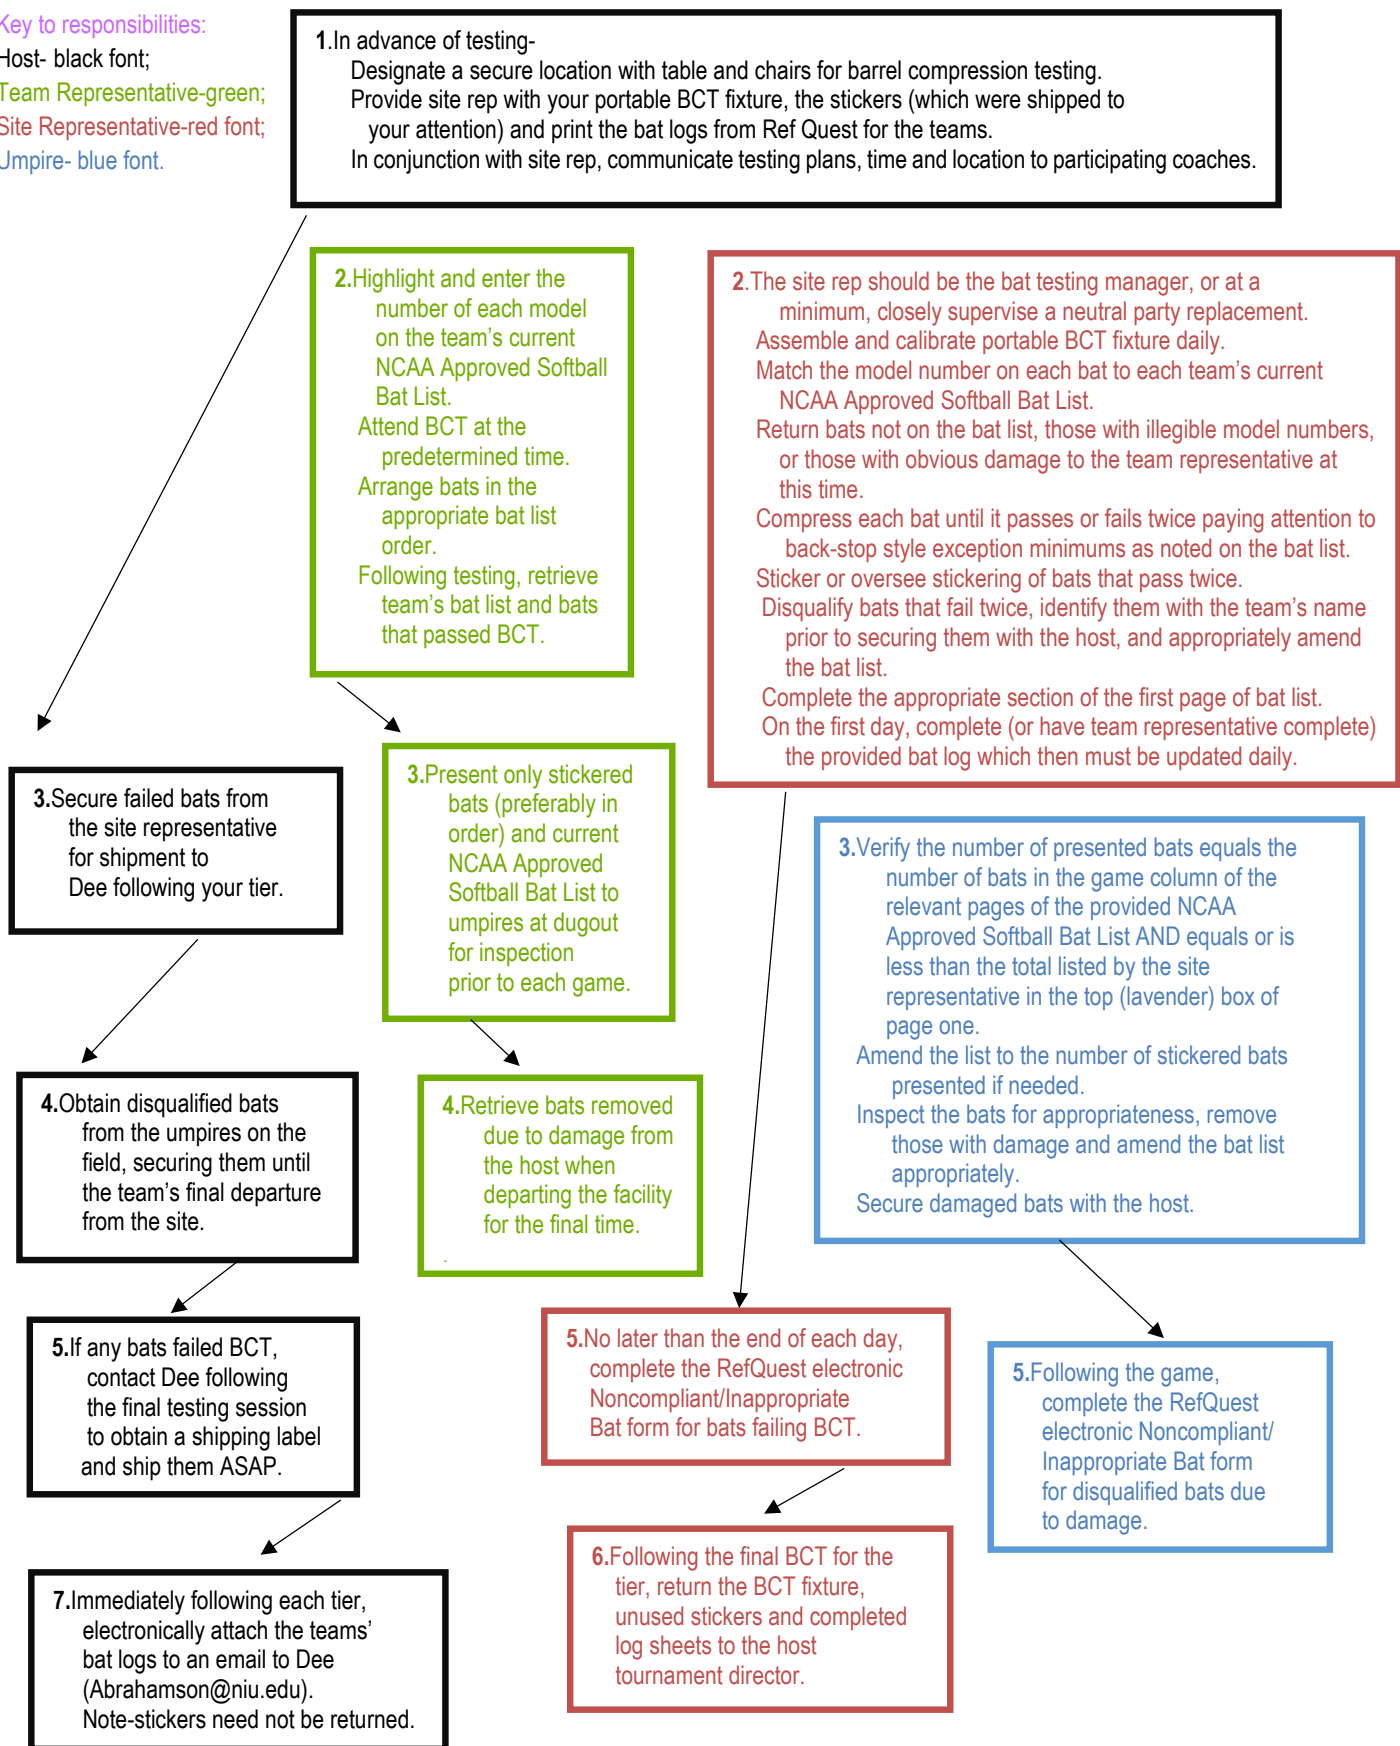 Key to responsibilities:
Host- black font;
Team Representative-green;
Site Representative-red font;
Umpire- blue font.
1.In advance of testing-
Designate a secure location with table and chairs for barrel compression testing.
Provide site rep with your portable BCT fixture, the stickers (which were shipped to
your attention) and print the bat logs from Ref Quest for the teams.
In conjunction with site rep, communicate testing plans, time and location to participating coaches.
2.Highlight and enter the
number of each model
on the team's current
NCAA Approved Softball
Bat List.
Attend BCT at the
predetermined time.
Arrange bats in the
appropriate bat list
order.
Following testing, retrieve
team's bat list and bats
that passed BCT.
2.The site rep should be the bat testing manager, or at a
minimum, closely supervise a neutral party replacement.
Assemble and calibrate portable BCT fixture daily.
Match the model number on each bat to each team's current
NCAA Approved Softball Bat List.
Return bats not on the bat list, those with illegible model numbers,
or those with obvious damage to the team representative at
this time.
Compress each bat until it passes or fails twice paying attention to
back-stop style exception minimums as noted on the bat list.
Sticker or oversee stickering of bats that pass twice.
Disqualify bats that fail twice, identify them with the team's name
prior to securing them with the host, and appropriately amend
the bat list.
Complete the appropriate section of the first page of bat list.
On the first day, complete (or have team representative complete)
the provided bat log which then must be updated daily.
3.Secure failed bats from
the site representative
for shipment to
Dee following your tier.
3.Present only stickered
bats (preferably in
order) and current
NCAA Approved
Softball Bat List to
umpires at dugout
for inspection
prior to each game.
3.Verify the number of presented bats equals the
number of bats in the game column of the
relevant pages of the provided NCAA
Approved Softball Bat List AND equals or is
less than the total listed by the site
representative in the top (lavender) box of
page one.
Amend the list to the number of stickered bats
presented if needed.
Inspect the bats for appropriateness, remove
those with damage and amend the bat list
appropriately.
Secure damaged bats with the host.
4.Obtain disqualified bats
from the umpires on the
field, securing them until
the team's final departure
from the site.
4.Retrieve bats removed
due to damage from
the host when
departing the facility
for the final time.
.
5.If any bats failed BCT,
contact Dee following
the final testing session
to obtain a shipping label
and ship them ASAP.
5.No later than the end of each day,
complete the RefQuest electronic
Noncompliant/Inappropriate
Bat form for bats failing BCT.
5.Following the game,
complete the RefQuest
electronic Noncompliant/
Inappropriate Bat form
for disqualified bats due
to damage.
6.Following the final BCT for the
tier, return the BCT fixture,
unused stickers and completed
log sheets to the host
tournament director.
7.Immediately following each tier,
electronically attach the teams'
bat logs to an email to Dee
(Abrahamson@niu.edu).
Note-stickers need not be returned.